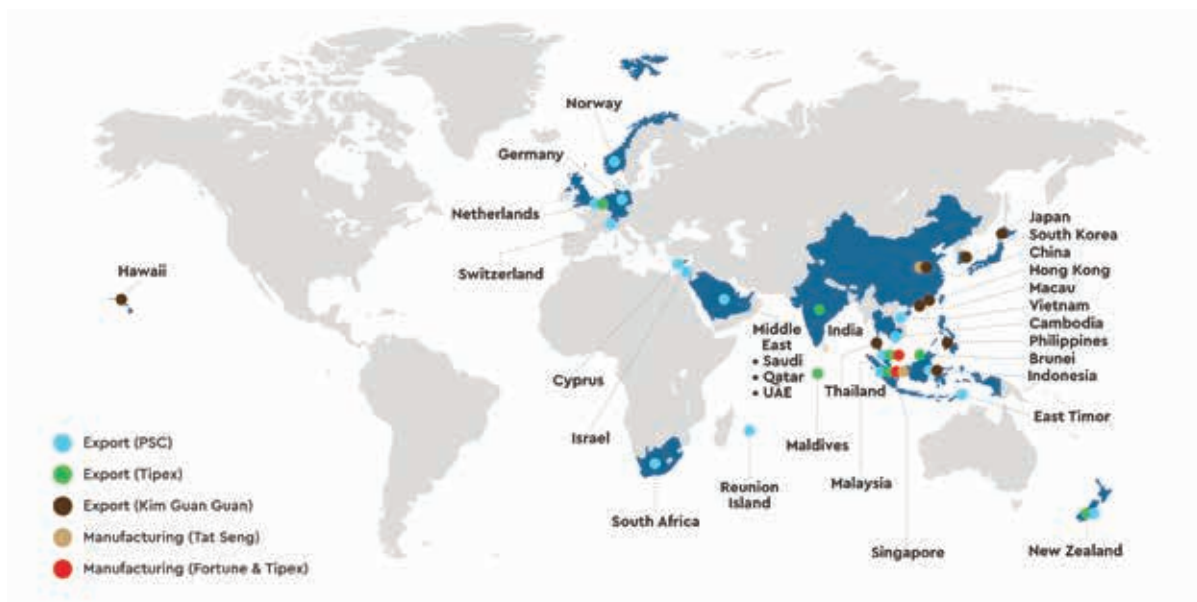 Norway
Germany
Netherlands
Switzerland
Hawaii
Japan
South Korea
China
Hong Kong
Macau
Vietnam
Cambodia
Philippines
Brunei
Indonesia
India
Middle
East
• Saudi
• Qatar
• UAE
Thailand
Cyprus
Israel
East Timor
Maldives
Malaysia
Reunion
Island
South Africa
Singapore
New Zealand
Export (PSC)
Export (Tipex)
Export (Kim Guan Guan)
Manufacturing (Tat Seng)
Manufacturing (Fortune & Tipex)